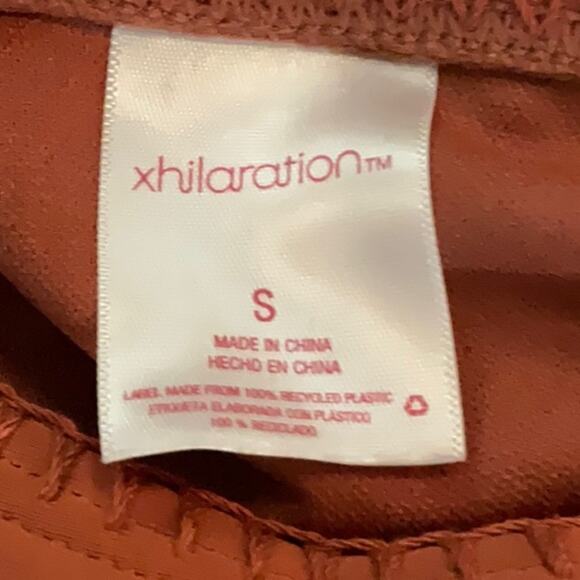 xhilaration™
S
MADE IN CHINA
HECHO EN CHINA
LABEL MADE FROM 100% RECYCLED PLASTIC
ETIQUETA ELABORADA CON PLÁSTICO
100 % RECICLADO